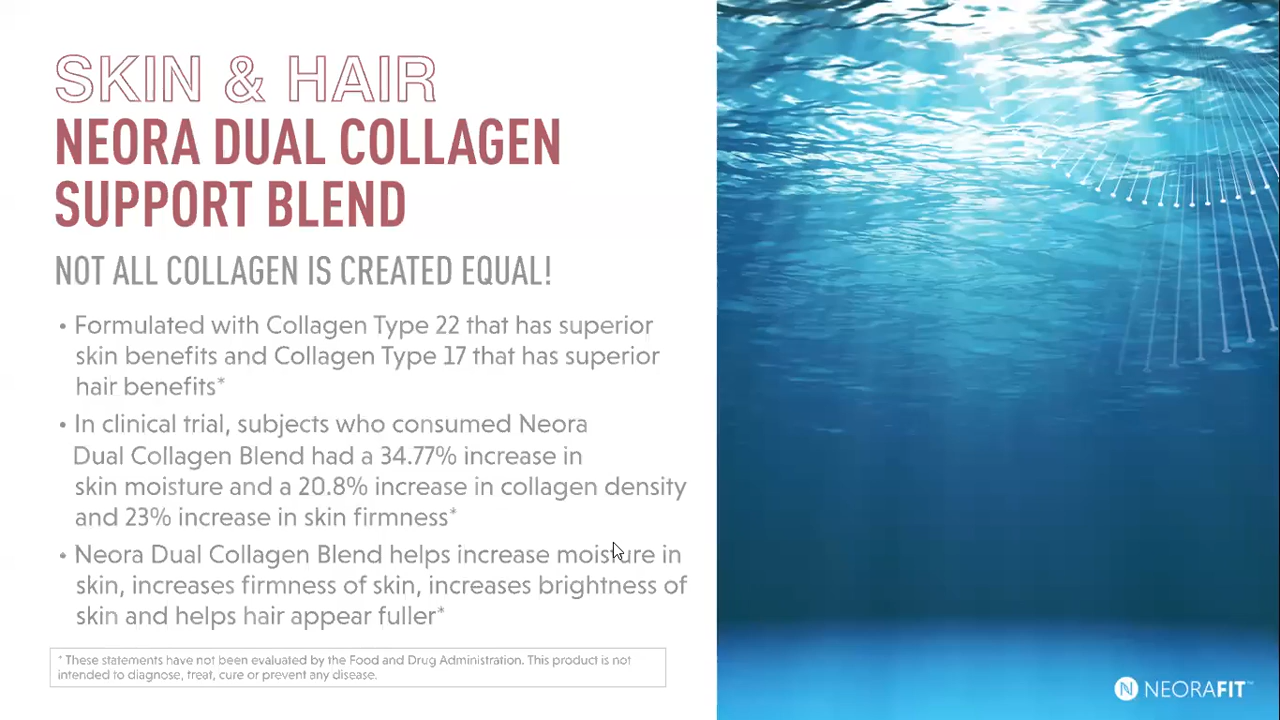 SKIN & HAIR
NEORA DUAL COLLAGEN
SUPPORT BLEND
NOT ALL COLLAGEN IS CREATED EQUAL!
• Formulated with Collagen Type 22 that has superior
skin benefits and Collagen Type 17 that has superior
hair benefits*
• In clinical trial, subjects who consumed Neora
Dual Collagen Blend had a 34.77% increase in
skin moisture and a 20.8% increase in collagen density
and 23% increase in skin firmness*
• Neora Dual Collagen Blend helps increase moisture in
skin, increases firmness of skin, increases brightness of
skin and helps hair appear fuller*
* These statements have not been evaluated by the Food and Drug Administration. This product is not
intended to diagnose, treat, cure or prevent any disease.
N NEORAFIT™